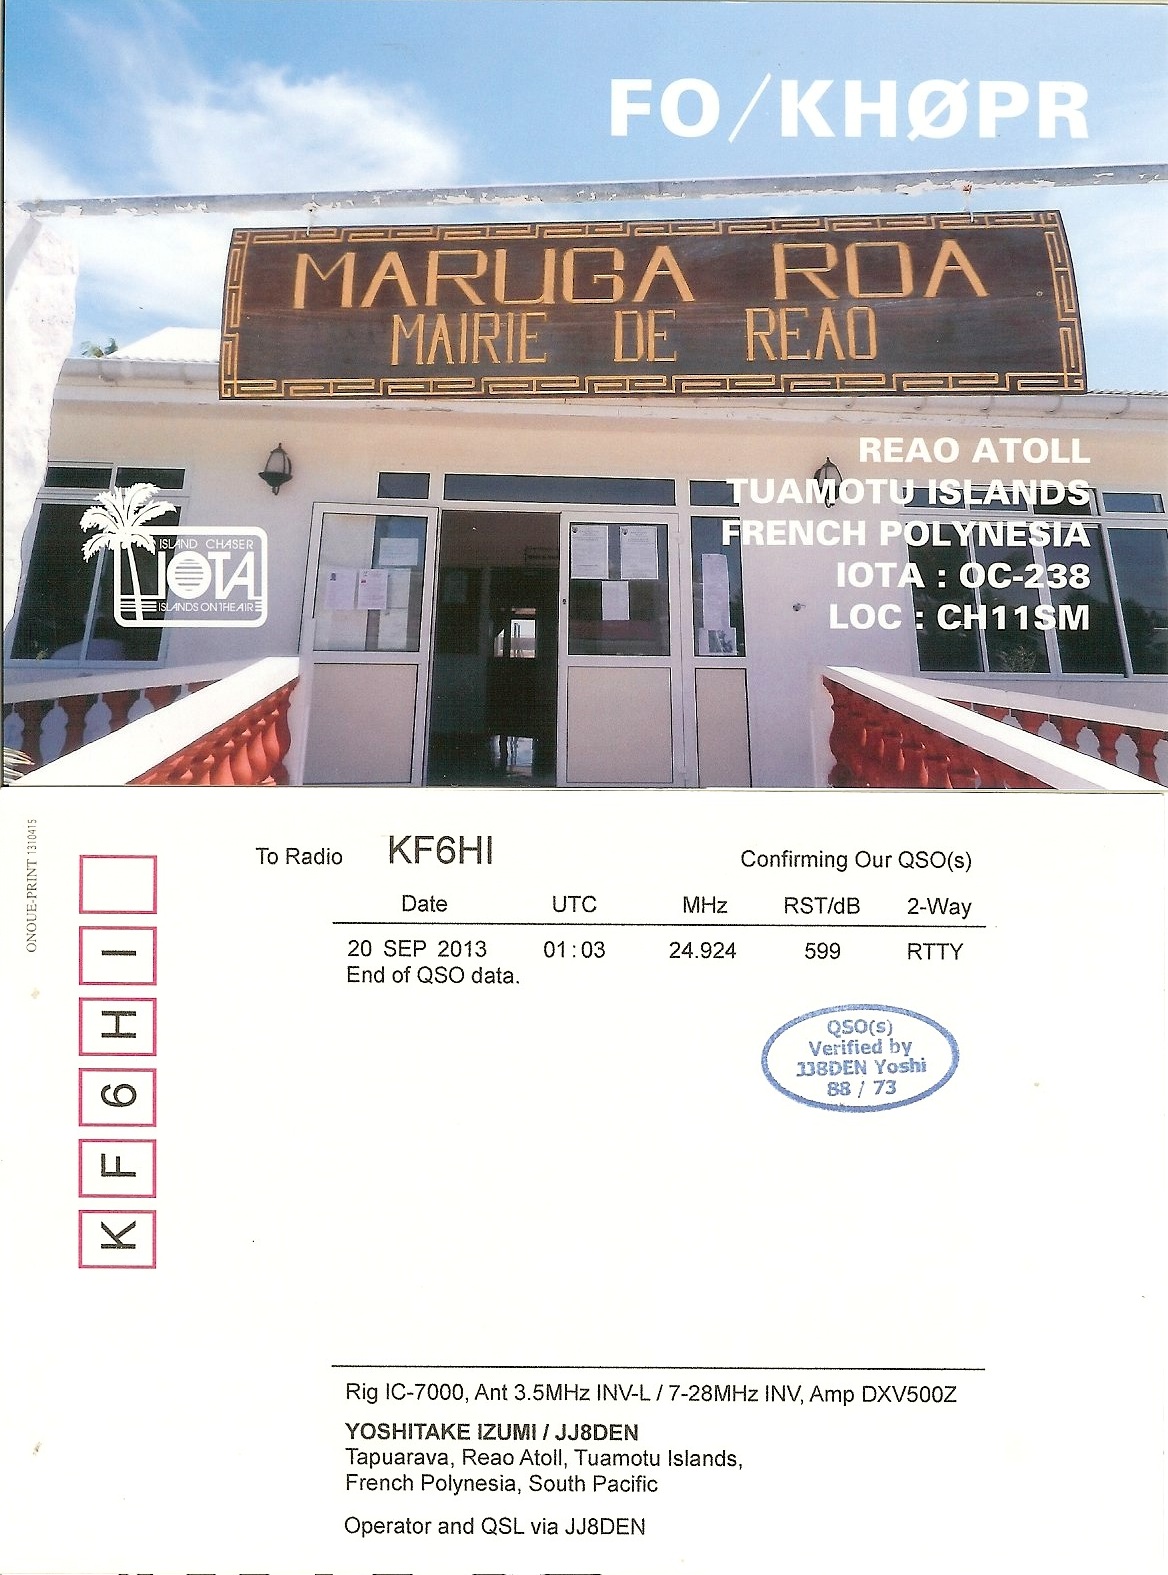 FO/KHØPR
MARUGA ROA
MAIRIE DE REAO
REAO ATOLL
TUAMOTU ISLANDS
FRENCH POLYNESIA
IOTA : OC-238
LOC : CH11SM
ISLAND CHASER
IOTA
ISLANDS ON THE AIR
ONOUE-PRINT 1310415
KF6HI
To Radio KF6HI Confirming Our QSO(s)
Date UTC MHz RST/dB 2-Way
20 SEP 2013 01:03 24.924 599 RTTY
End of QSO data.
QSO(s)
Verified by
JJ8DEN Yoshi
88 / 73
Rig IC-7000, Ant 3.5MHz INV-L / 7-28MHz INV, Amp DXV500Z
YOSHITAKE IZUMI / JJ8DEN
Tapuarava, Reao Atoll, Tuamotu Islands,
French Polynesia, South Pacific
Operator and QSL via JJ8DEN